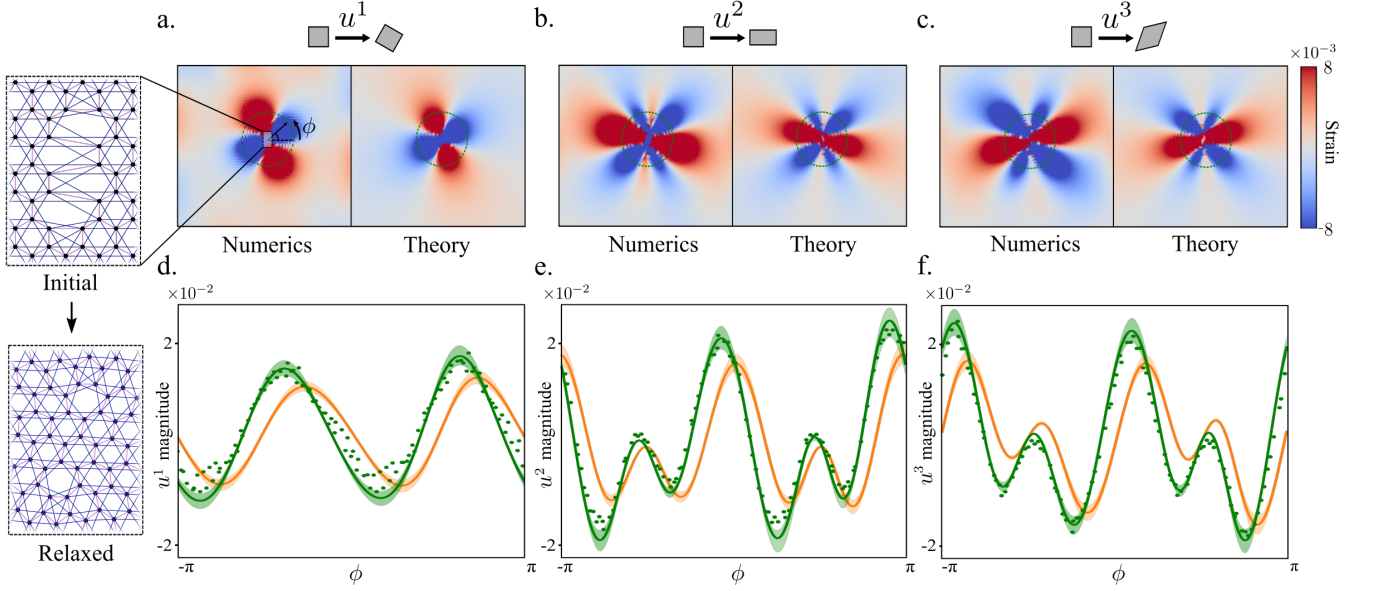 a.
u¹
b.
u²
c.
u³
×10⁻³
8
Strain
-8
ϕ
Numerics
Theory
Numerics
Theory
Numerics
Theory
Initial
Relaxed
d.
×10⁻²
2
u¹ magnitude
-2
-π
ϕ
π
e.
×10⁻²
2
u² magnitude
-2
-π
ϕ
π
f.
×10⁻²
2
u³ magnitude
-2
-π
ϕ
π